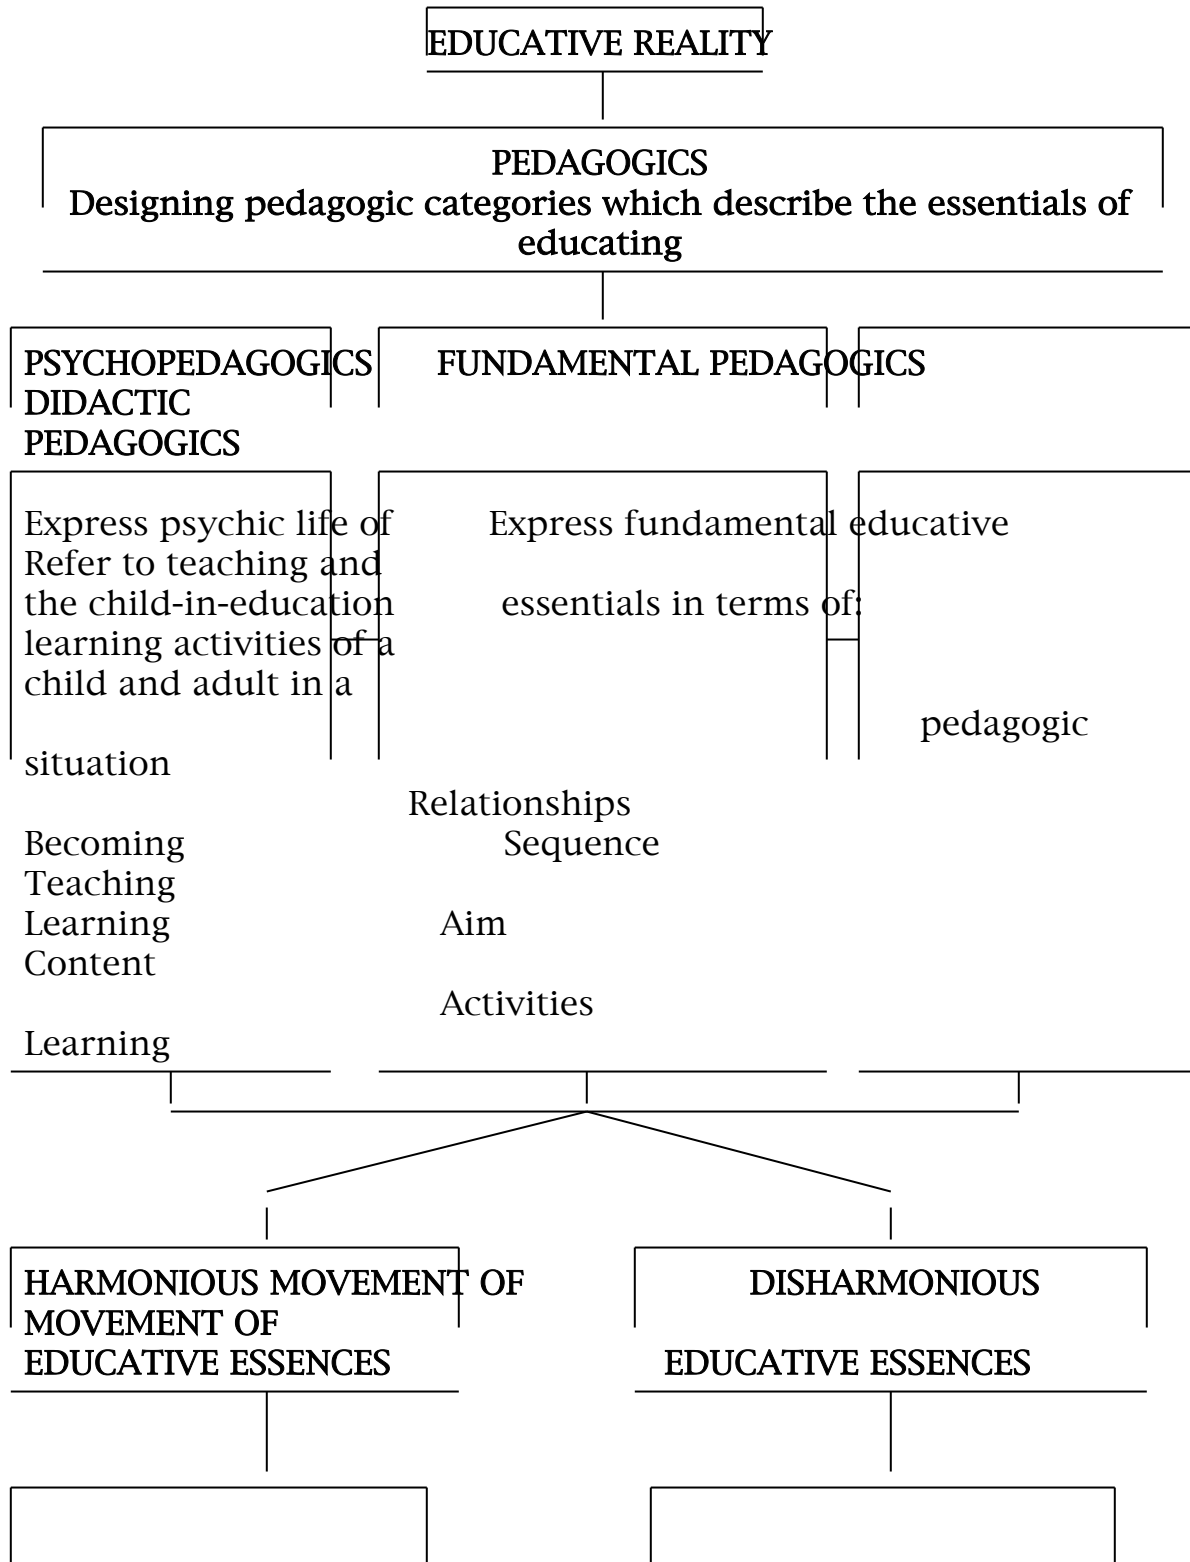 EDUCATIVE REALITY
PEDAGOGICS
Designing pedagogic categories which describe the essentials of
educating
PSYCHOPEDAGOGICS FUNDAMENTAL PEDAGOGICS
DIDACTIC
PEDAGOGICS
Express psychic life of Express fundamental educative
Refer to teaching and
the child-in-education essentials in terms of:
learning activities of a
child and adult in a
pedagogic
situation
Relationships
Becoming Sequence
Teaching
Learning Aim
Content
Activities
Learning
HARMONIOUS MOVEMENT OF DISHARMONIOUS
MOVEMENT OF
EDUCATIVE ESSENCES EDUCATIVE ESSENCES